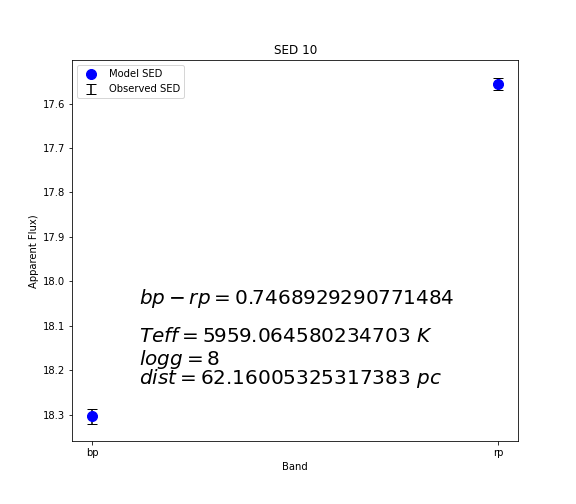 SED 10
Model SED
Observed SED
17.6
17.7
17.8
17.9
18.0
18.1
18.2
18.3
Apparent Flux)
bp − rp = 0.7468929290771484
Teff = 5959.064580234703 K
logg = 8
dist = 62.16005325317383 pc
bp
rp
Band